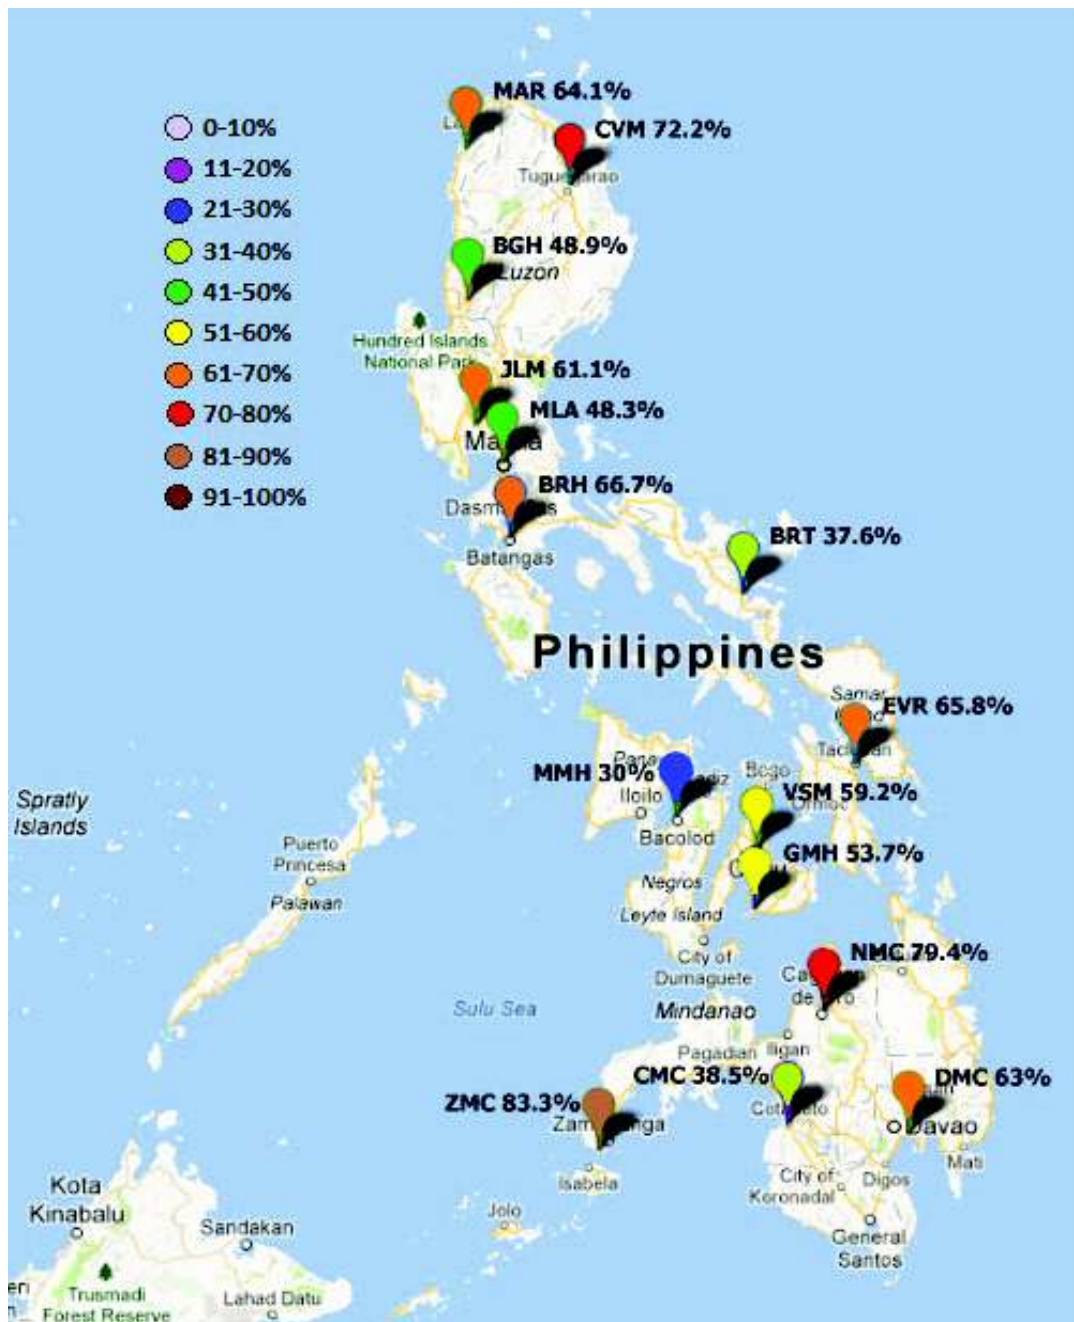 MAR 64.1%
0-10%
CVM 72.2%
11-20%
21-30%
31-40%
BGH 48.9%
Luzon
41-50%
51-60%
Hundred Islands
National Park
61-70%
JLM 61.1%
70-80%
MLA 48.3%
81-90%
BRH 66.7%
91-100%
Batangas
BRT 37.6%
Philippines
Samar
EVR 65.8%
MMH 30%
Bogo
VSM 59.2%
Iloilo
Spratly
Islands
Bacolod
Puerto
Princesa
GMH 53.7%
Negros
Palawan
Leyte Island
City of
Dumaguete
NMC 79.4%
Sulu Sea
Mindanao
Pagadian
Iligan
CMC 38.5%
DMC 63%
ZMC 83.3%
Davao
Mati
Isabela
City of
Koronadal
Digos
Kota
Kinabalu
Jolo
Sandakan
General
Santos
Trusmadi
Forest Reserve
Lahad Datu